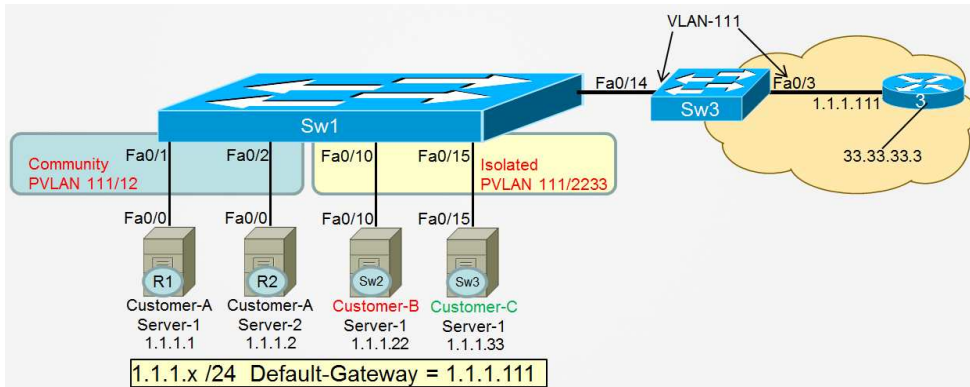 VLAN-111
Fa0/14
Fa0/3
Sw3
1.1.1.111
3
Sw1
33.33.33.3
Community
PVLAN 111/12
Fa0/1
Fa0/2
Fa0/10
Fa0/15
Isolated
PVLAN 111/2233
Fa0/0
Fa0/0
Fa0/10
Fa0/15
R1
R2
Sw2
Sw3
Customer-A
Server-1
1.1.1.1
Customer-A
Server-2
1.1.1.2
Customer-B
Server-1
1.1.1.22
Customer-C
Server-1
1.1.1.33
1.1.1.x /24 Default-Gateway = 1.1.1.111